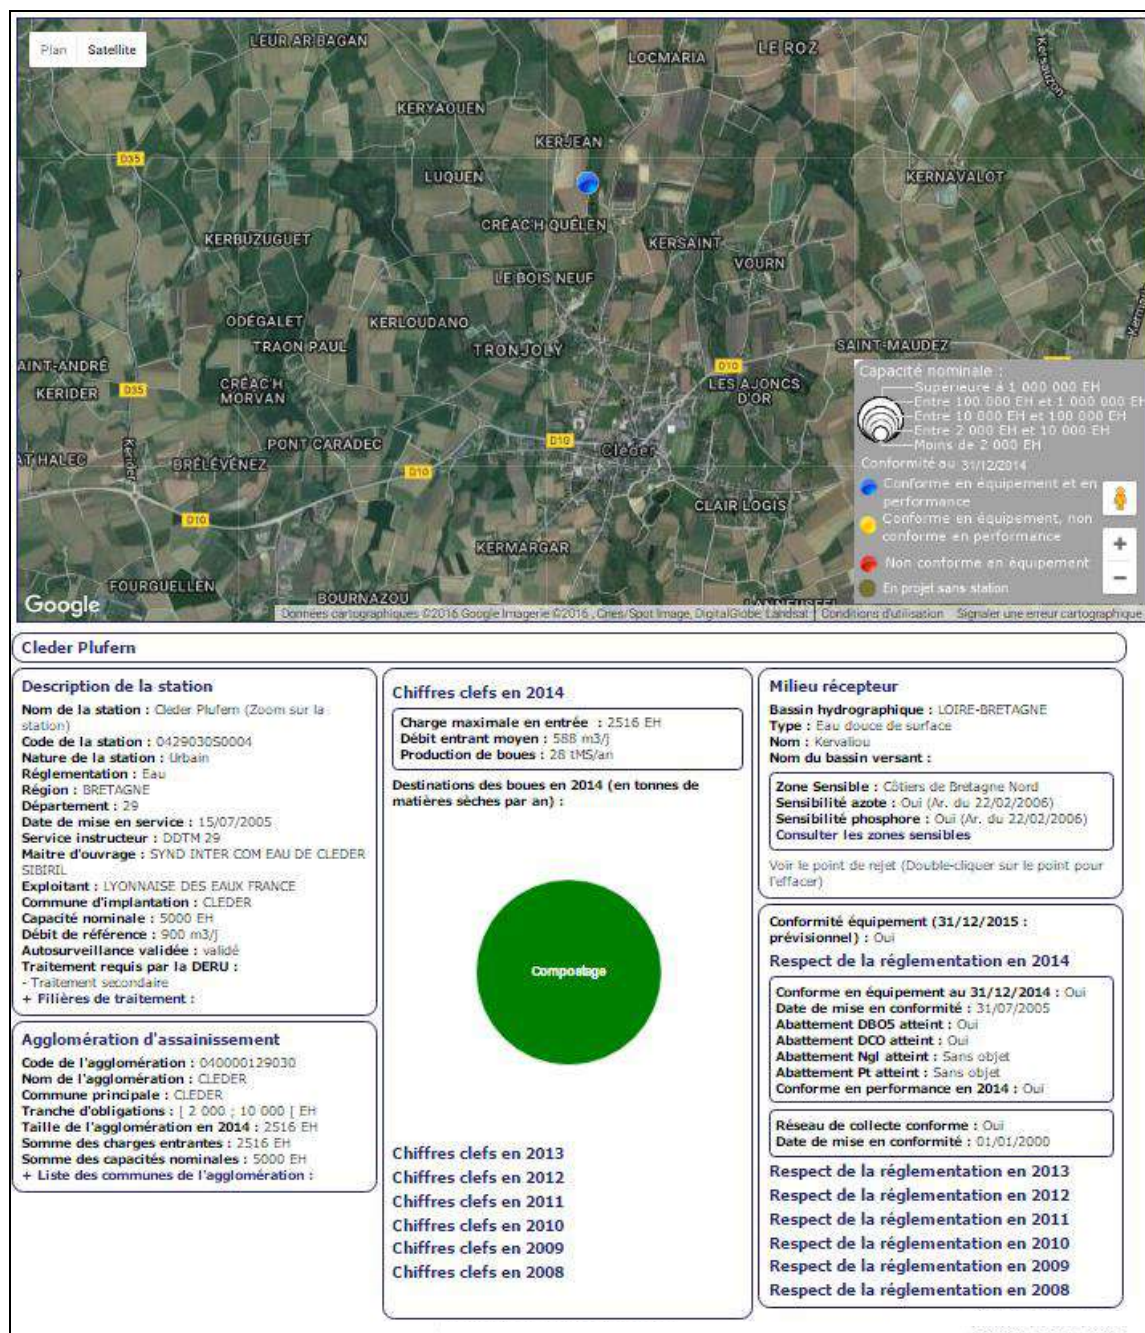 Plan Satellite
LEUR AR BAGAN
LOCMARIA
LE ROZ
Kersauzou
KERYAOUEN
KERJEAN
D35
LUQUEN
KERNAVALOT
CRÉAC'H QUÉLEN
KERBUZUGUET
KERSAINT
VOURN
LE BOIS NEUF
ODÉGALET
KERLOUDANO
TRAON PAUL
TRONJOLY
SAINT-MAUDEZ
AINT-ANDRÉ
D10
KERIDER
D35
CRÉAC'H
MORVAN
LES AJONCS
D'OR
PONT CARADEC
D10
Cléder
AT HALEC
Kerider
BRÉLÉVÉNEZ
D10
CLAIR LOGIS
D10
KERMARGAR
FOURGUELLEN
BOURNAZOU
LANNEUSFEL
Capacité nominale :
Supérieure à 1 000 000 EH
Entre 100 000 EH et 1 000 000 EH
Entre 10 000 EH et 100 000 EH
Entre 2 000 EH et 10 000 EH
Moins de 2 000 EH
Conformité au 31/12/2014
Conforme en équipement et en
performance
Conforme en équipement, non
conforme en performance
Non conforme en équipement
En projet sans station
+
−
Google
Données cartographiques ©2016 Google Imagerie ©2016 , Cnes/Spot Image, DigitalGlobe, Landsat Conditions d'utilisation Signaler une erreur cartographique
Cleder Plufern
Description de la station
Nom de la station : Cleder Plufern (Zoom sur la
station)
Code de la station : 0429030S0004
Nature de la station : Urbain
Réglementation : Eau
Région : BRETAGNE
Département : 29
Date de mise en service : 15/07/2005
Service instructeur : DDTM 29
Maitre d'ouvrage : SYND INTER COM EAU DE CLEDER
SIBIRIL
Exploitant : LYONNAISE DES EAUX FRANCE
Commune d'implantation : CLEDER
Capacité nominale : 5000 EH
Débit de référence : 900 m3/j
Autosurveillance validée : validé
Traitement requis par la DERU :
- Traitement secondaire
+ Filières de traitement :
Agglomération d'assainissement
Code de l'agglomération : 040000129030
Nom de l'agglomération : CLEDER
Commune principale : CLEDER
Tranche d'obligations : [ 2 000 ; 10 000 [ EH
Taille de l'agglomération en 2014 : 2516 EH
Somme des charges entrantes : 2516 EH
Somme des capacités nominales : 5000 EH
+ Liste des communes de l'agglomération :
Chiffres clefs en 2014
Charge maximale en entrée : 2516 EH
Débit entrant moyen : 588 m3/j
Production de boues : 28 tMS/an
Destinations des boues en 2014 (en tonnes de
matières sèches par an) :
Compostage
Chiffres clefs en 2013
Chiffres clefs en 2012
Chiffres clefs en 2011
Chiffres clefs en 2010
Chiffres clefs en 2009
Chiffres clefs en 2008
Milieu récepteur
Bassin hydrographique : LOIRE-BRETAGNE
Type : Eau douce de surface
Nom : Kervaliou
Nom du bassin versant :
Zone Sensible : Côtiers de Bretagne Nord
Sensibilité azote : Oui (Ar. du 22/02/2006)
Sensibilité phosphore : Oui (Ar. du 22/02/2006)
Consulter les zones sensibles
Voir le point de rejet (Double-cliquer sur le point pour
l'effacer)
Conformité équipement (31/12/2015 :
prévisionnel) : Oui
Respect de la réglementation en 2014
Conforme en équipement au 31/12/2014 : Oui
Date de mise en conformité : 31/07/2005
Abattement DBO5 atteint : Oui
Abattement DCO atteint : Oui
Abattement Ngl atteint : Sans objet
Abattement Pt atteint : Sans objet
Conforme en performance en 2014 : Oui
Réseau de collecte conforme : Oui
Date de mise en conformité : 01/01/2000
Respect de la réglementation en 2013
Respect de la réglementation en 2012
Respect de la réglementation en 2011
Respect de la réglementation en 2010
Respect de la réglementation en 2009
Respect de la réglementation en 2008